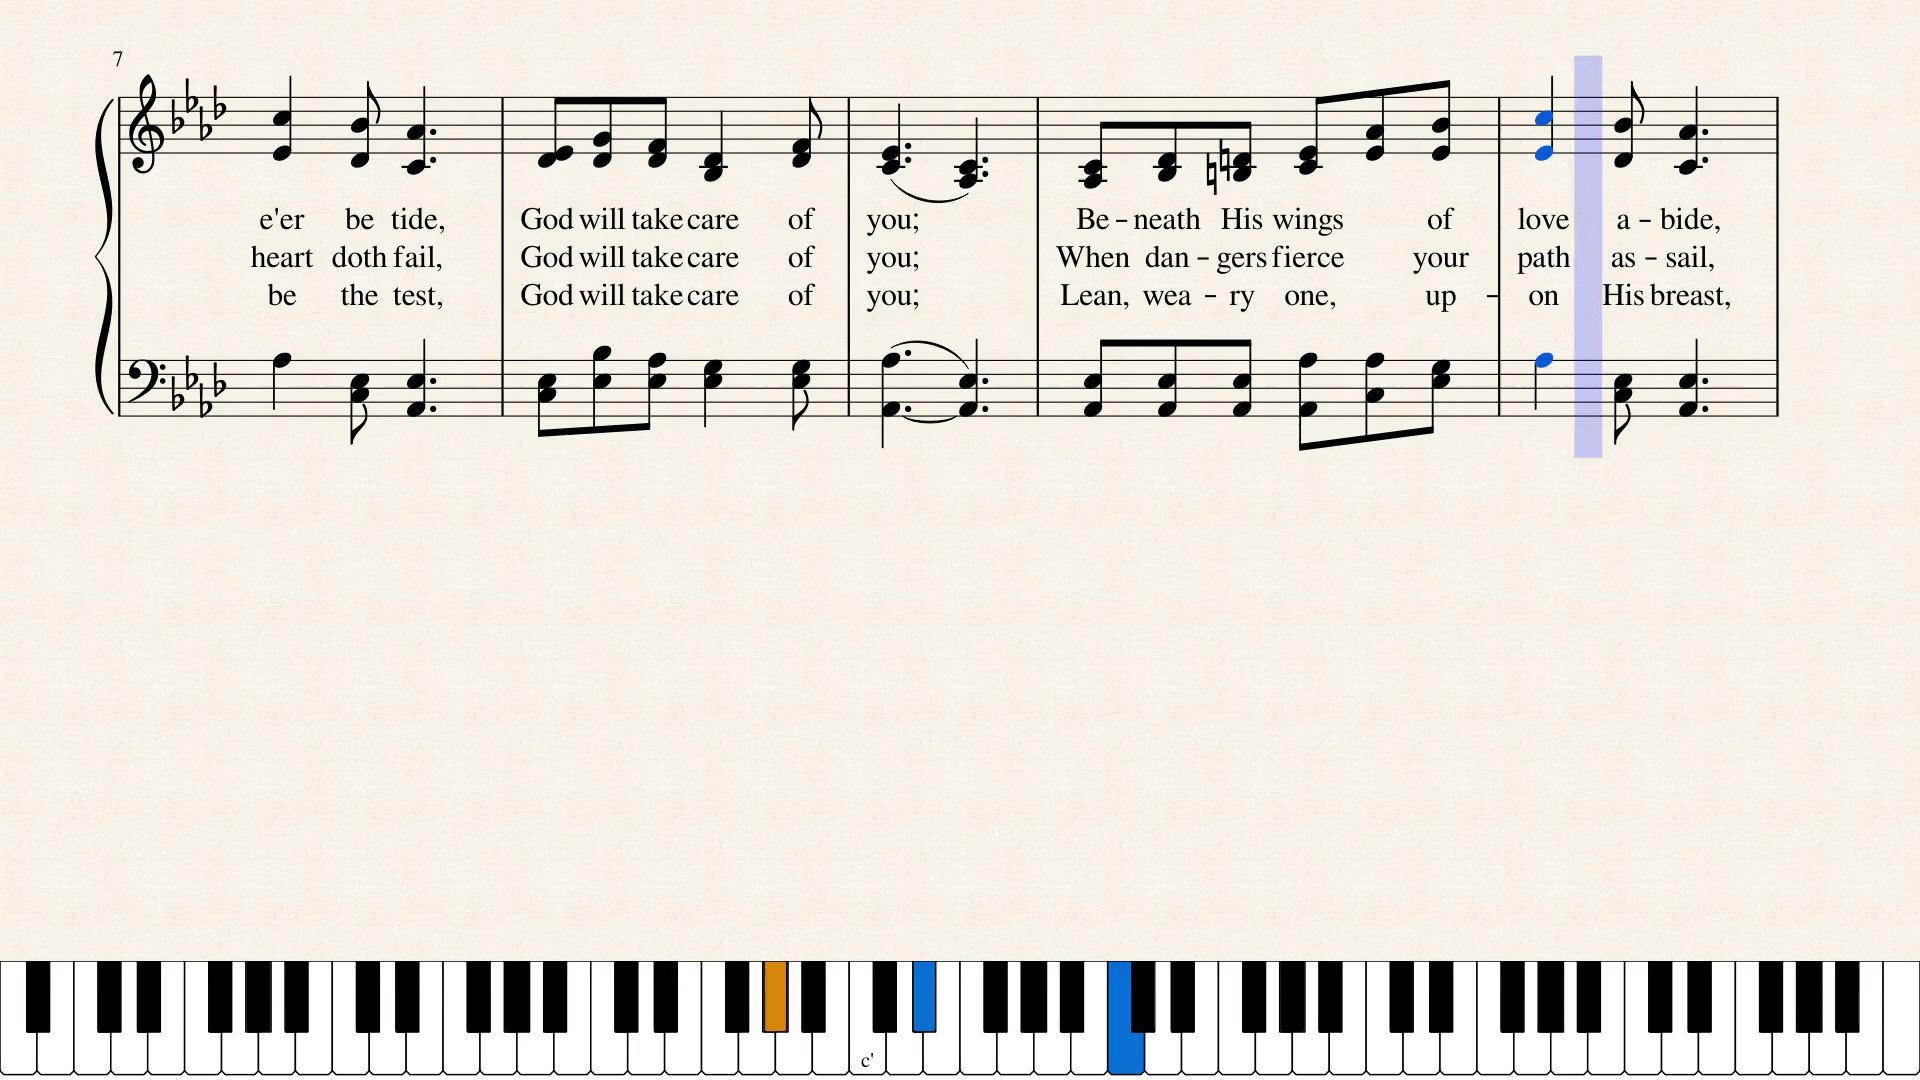 7
e'er be tide, God will take care of you; Be – neath His wings of love a – bide,
heart doth fail, God will take care of you; When dan – gers fierce your path as – sail,
be the test, God will take care of you; Lean, wea – ry one, up – on His breast,
c'